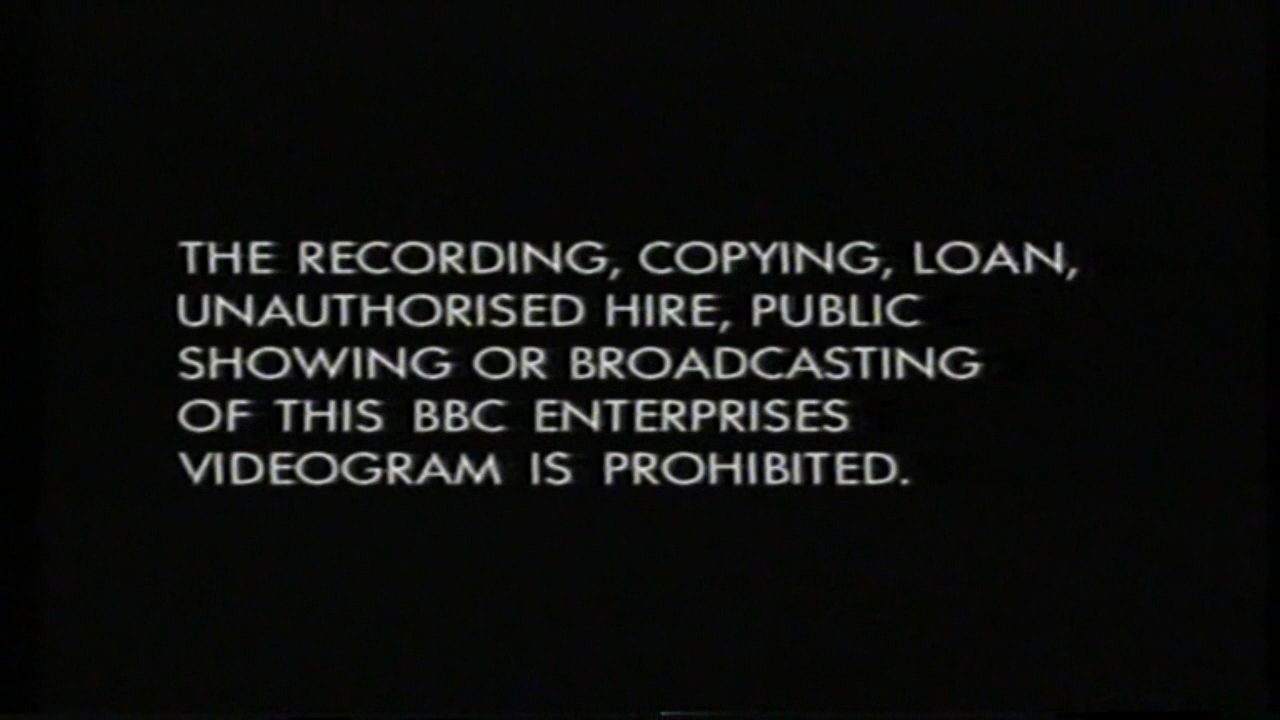 THE RECORDING, COPYING, LOAN,
UNAUTHORISED HIRE, PUBLIC
SHOWING OR BROADCASTING
OF THIS BBC ENTERPRISES
VIDEOGRAM IS PROHIBITED.